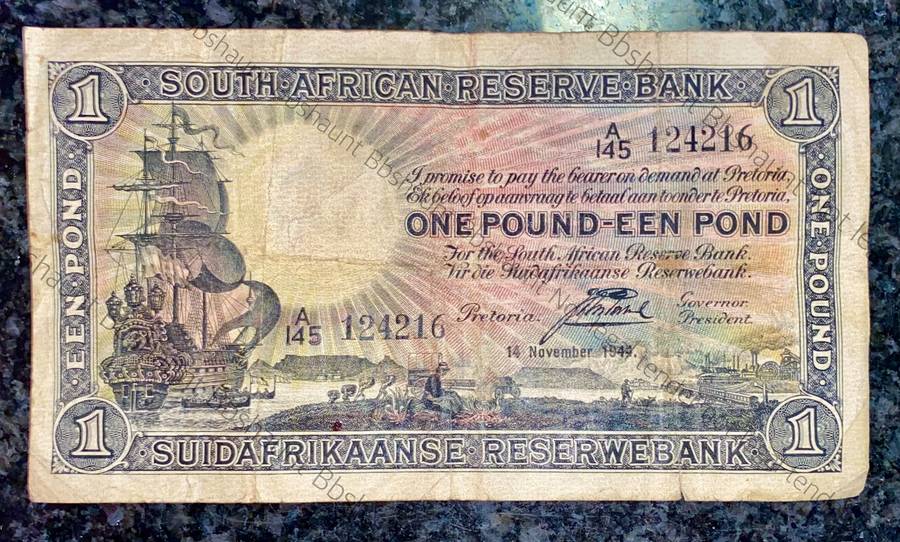 1 SOUTH·AFRICAN·RESERVE·BANK 1
A
145 124216
I promise to pay the bearer on demand at Pretoria,
Ek beloof op aanvraag te betaal aan toonder te Pretoria,
ONE POUND-EEN POND
For the South African Reserve Bank.
Vir die Suidafrikaanse Reserwebank.
EEN·POND
ONE·POUND
A
145 124216
Pretoria.
Governor
President.
14 November 1944.
1 SUIDAFRIKAANSE·RESERWEBANK 1